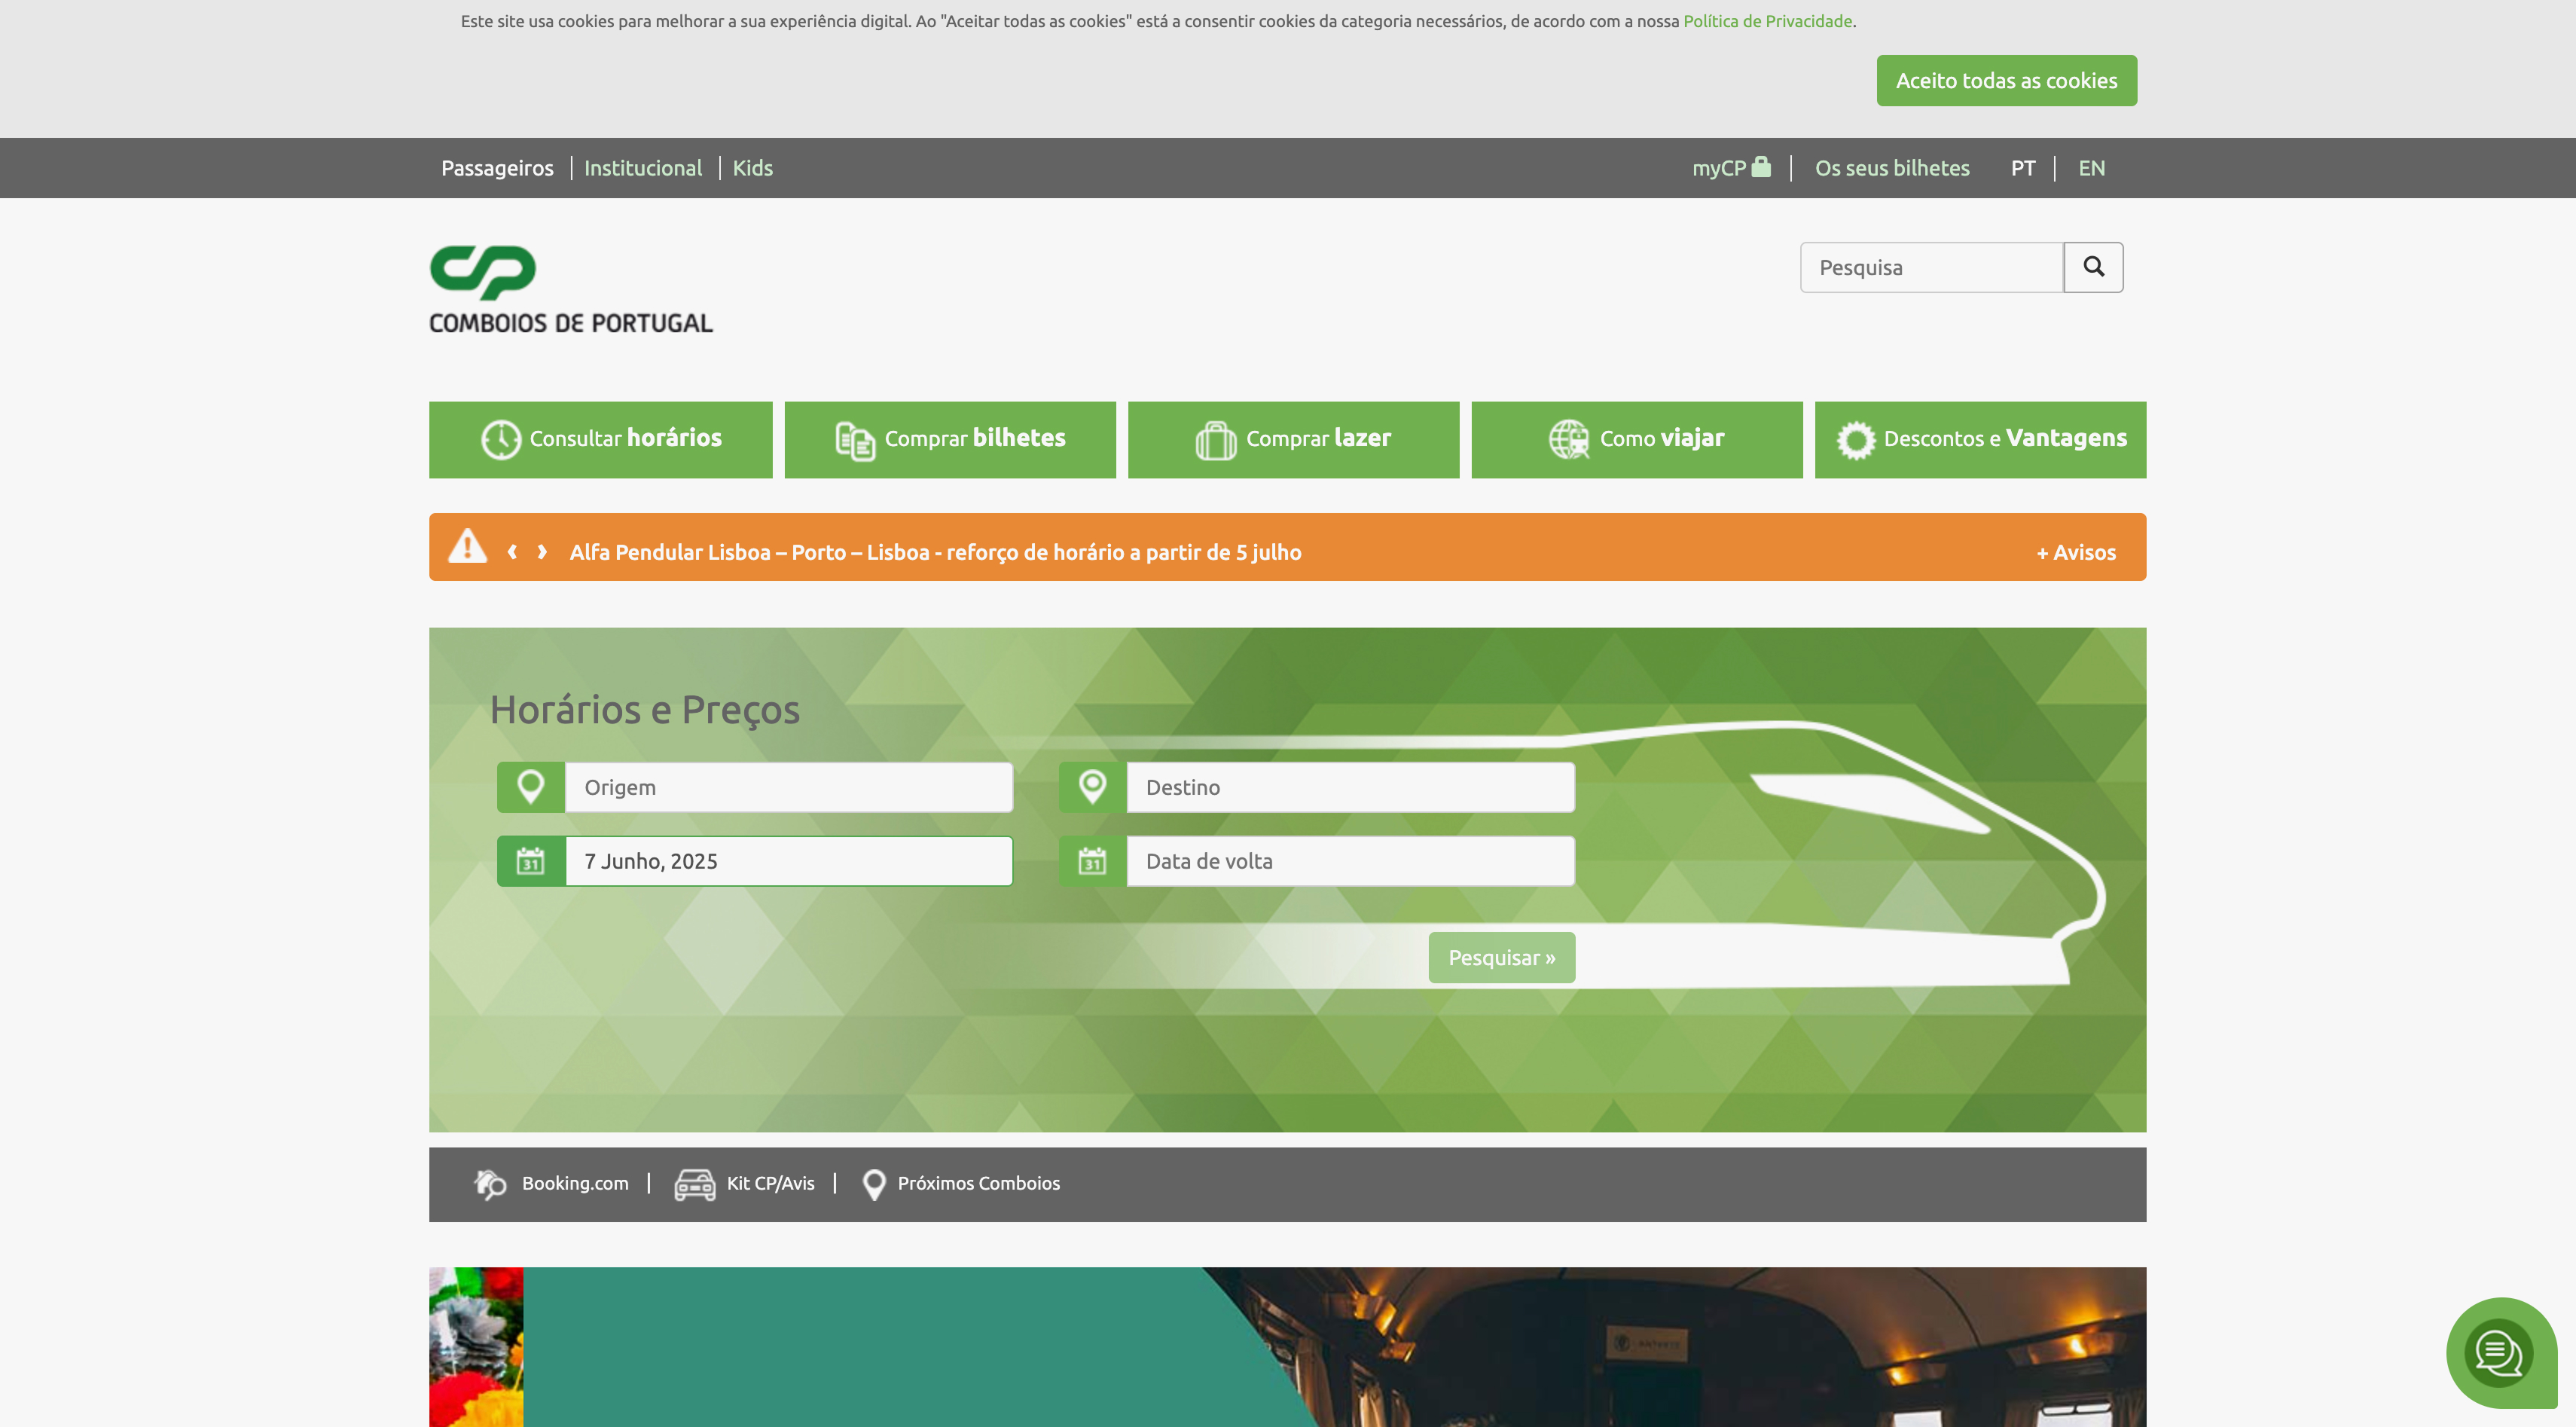 Este site usa cookies para melhorar a sua experiência digital. Ao "Aceitar todas as cookies" está a consentir cookies da categoria necessários, de acordo com a nossa Política de Privacidade.
Aceito todas as cookies
Passageiros | Institucional | Kids
myCP | Os seus bilhetes PT | EN
CP
COMBOIOS DE PORTUGAL
Pesquisa
Consultar horários
Comprar bilhetes
Comprar lazer
Como viajar
Descontos e Vantagens
‹ › Alfa Pendular Lisboa – Porto – Lisboa - reforço de horário a partir de 5 julho
+ Avisos
Horários e Preços
Origem
Destino
31 7 Junho, 2025
31 Data de volta
Pesquisar »
Booking.com | Kit CP/Avis | Próximos Comboios